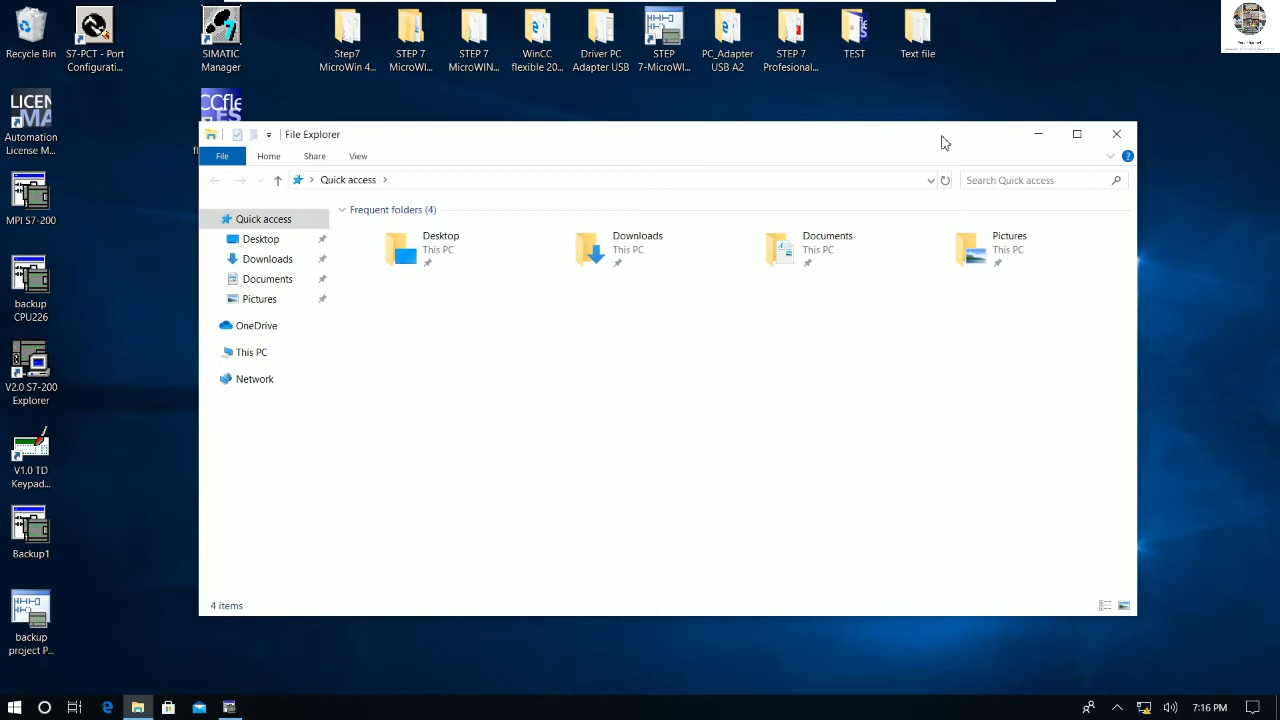 Recycle Bin
S7-PCT - Port
Configurati...
SIMATIC
Manager
Step7
MicroWin 4...
STEP 7
MicroWI...
STEP 7
MicroWIN...
WinCC
flexible 20...
Driver PC
Adapter USB
STEP
7-MicroWI...
PC_Adapter
USB A2
STEP 7
Profesional...
TEST
Text file
LICEN
MA
Automation
License M...
CCfle
ES
MPI S7-200
backup
CPU226
V2.0 S7-200
Explorer
V1.0 TD
Keypad...
Backup1
backup
project P...
File Explorer
File
Home
Share
View
Quick access
Search Quick access
Quick access
Desktop
Downloads
Documents
Pictures
OneDrive
This PC
Network
Frequent folders (4)
Desktop
This PC
Downloads
This PC
Documents
This PC
Pictures
This PC
4 items
7:16 PM